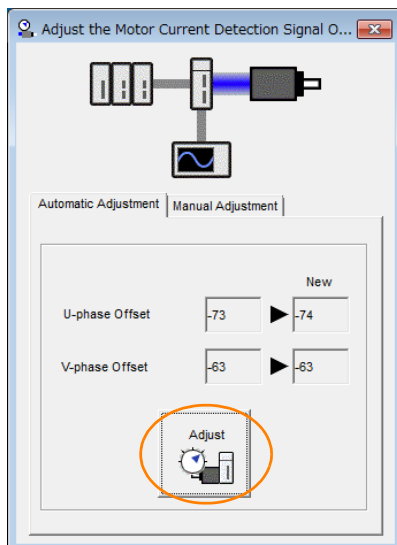 Adjust the Motor Current Detection Signal O...
Automatic Adjustment Manual Adjustment
New
U-phase Offset -73 -74
V-phase Offset -63 -63
Adjust